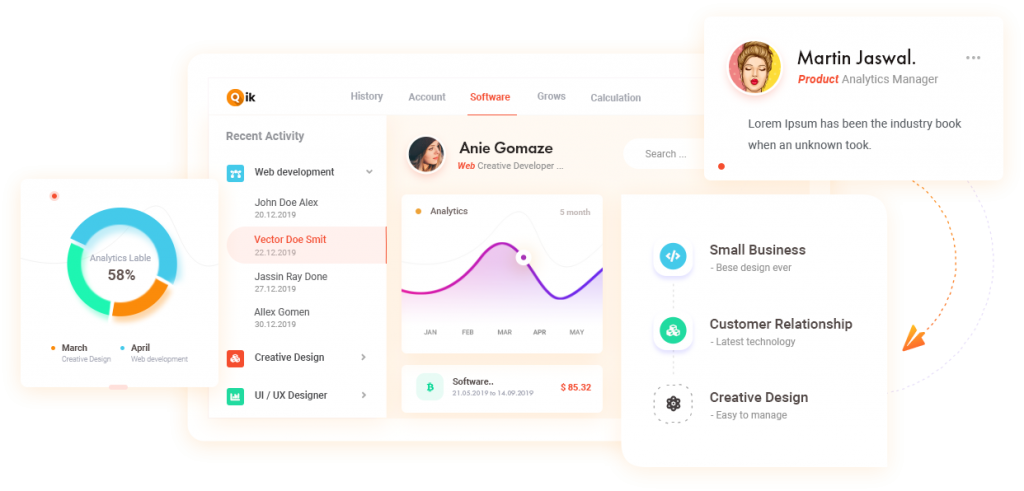 Martin Jaswal.
Product Analytics Manager
Lorem Ipsum has been the industry book
when an unknown took.
Qik
History
Account
Software
Grows
Calculation
Recent Activity
Web development
John Doe Alex
20.12.2019
Vector Doe Smit
22.12.2019
Jassin Ray Done
27.12.2019
Allex Gomen
30.12.2019
Creative Design
UI / UX Designer
Anie Gomaze
Web Creative Developer ...
Search ...
Analytics
5 month
JAN FEB MAR APR MAY
Software..
21.05.2019 to 14.09.2019
$ 85.32
Analytics Lable
58%
March
Creative Design
April
Web development
Small Business
- Bese design ever
Customer Relationship
- Latest technology
Creative Design
- Easy to manage